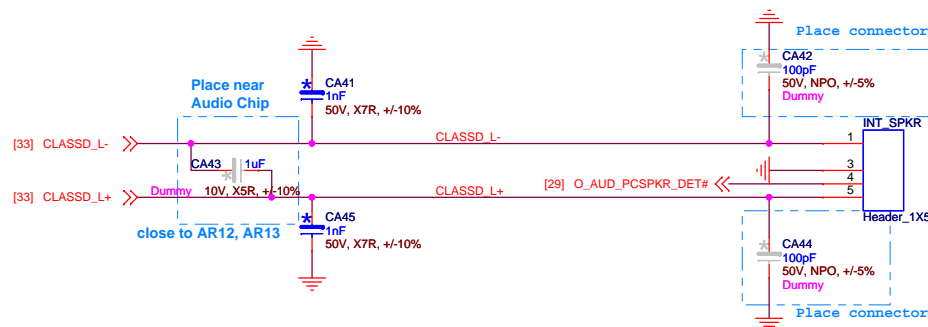 Place connector
CA42
100pF
50V, NPO, +/-5%
Dummy
CA41
1nF
50V, X7R, +/-10%
Place near
Audio Chip
INT_SPKR
[33] CLASSD_L-
CLASSD_L-
1
CA43
1uF
3
[29] O_AUD_PCSPKR_DET#
4
Dummy
10V, X5R, +/-10%
[33] CLASSD_L+
CLASSD_L+
5
Header_1X5
CA45
1nF
50V, X7R, +/-10%
close to AR12, AR13
CA44
100pF
50V, NPO, +/-5%
Dummy
Place connector